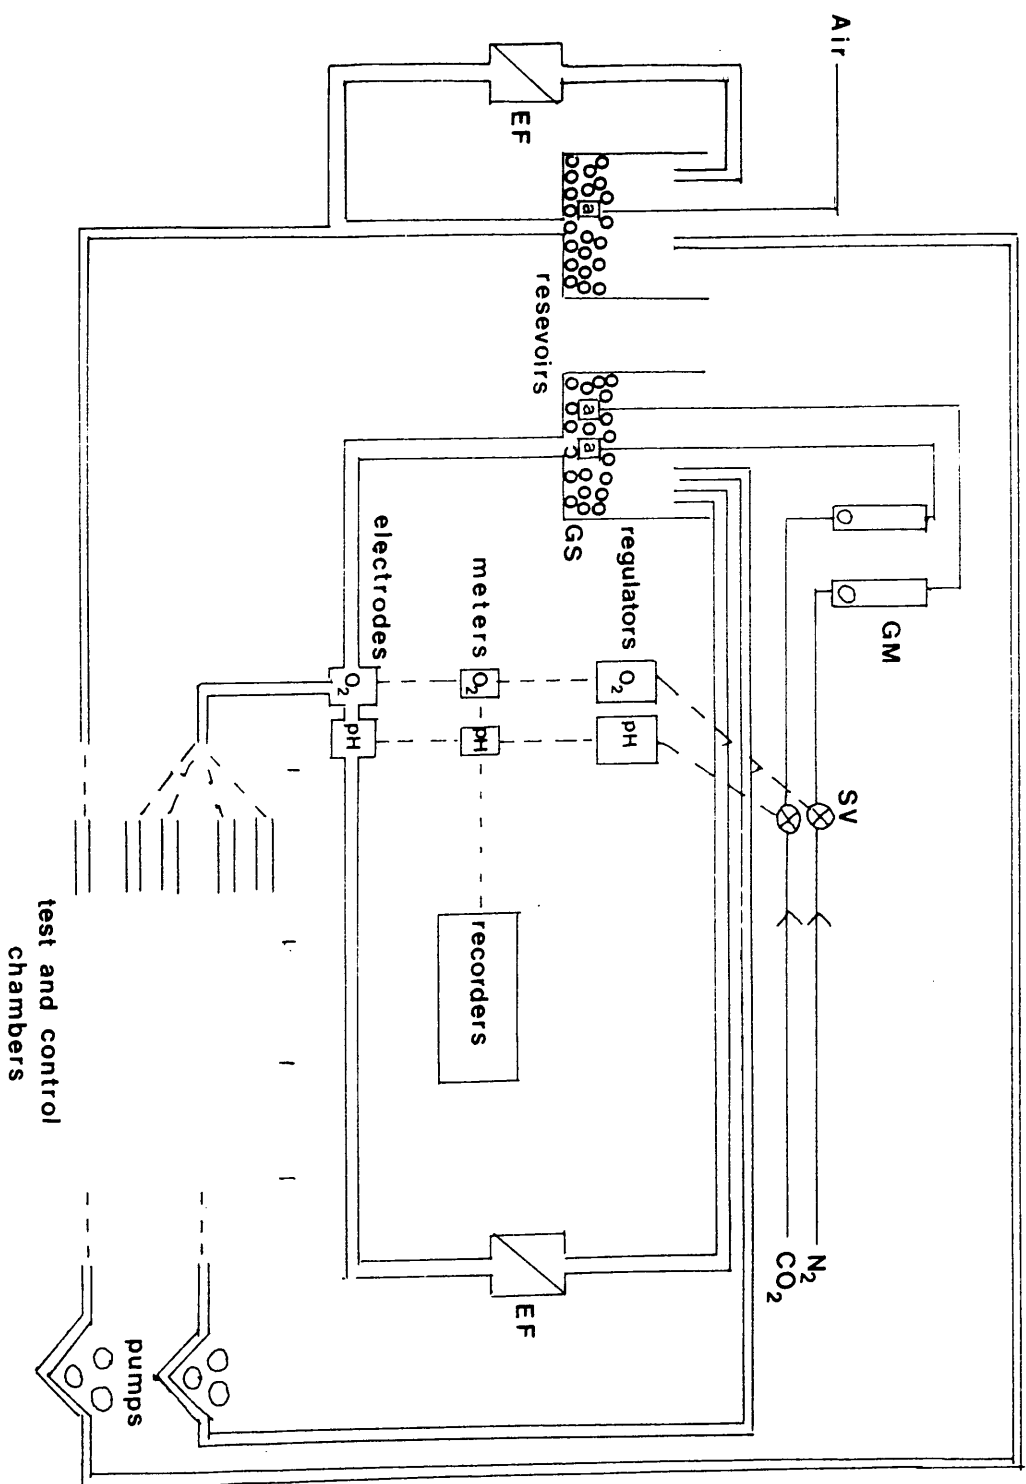 Air
EF
a
resevoirs
a
a
GS
GM
regulators
O2
pH
meters
O2
pH
electrodes
O2
pH
SV
N2
CO2
recorders
EF
test and control
chambers
pumps